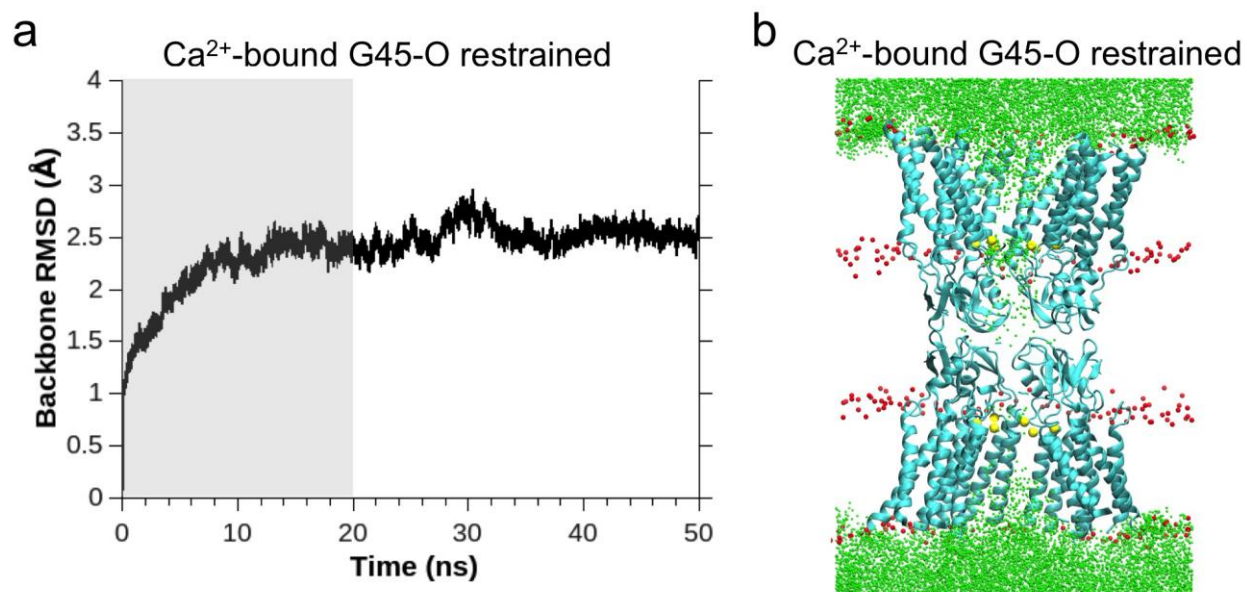 a
Ca²⁺-bound G45-O restrained
4
3.5
3
2.5
2
1.5
1
0.5
0
Backbone RMSD (Å)
0 10 20 30 40 50
Time (ns)
b
Ca²⁺-bound G45-O restrained